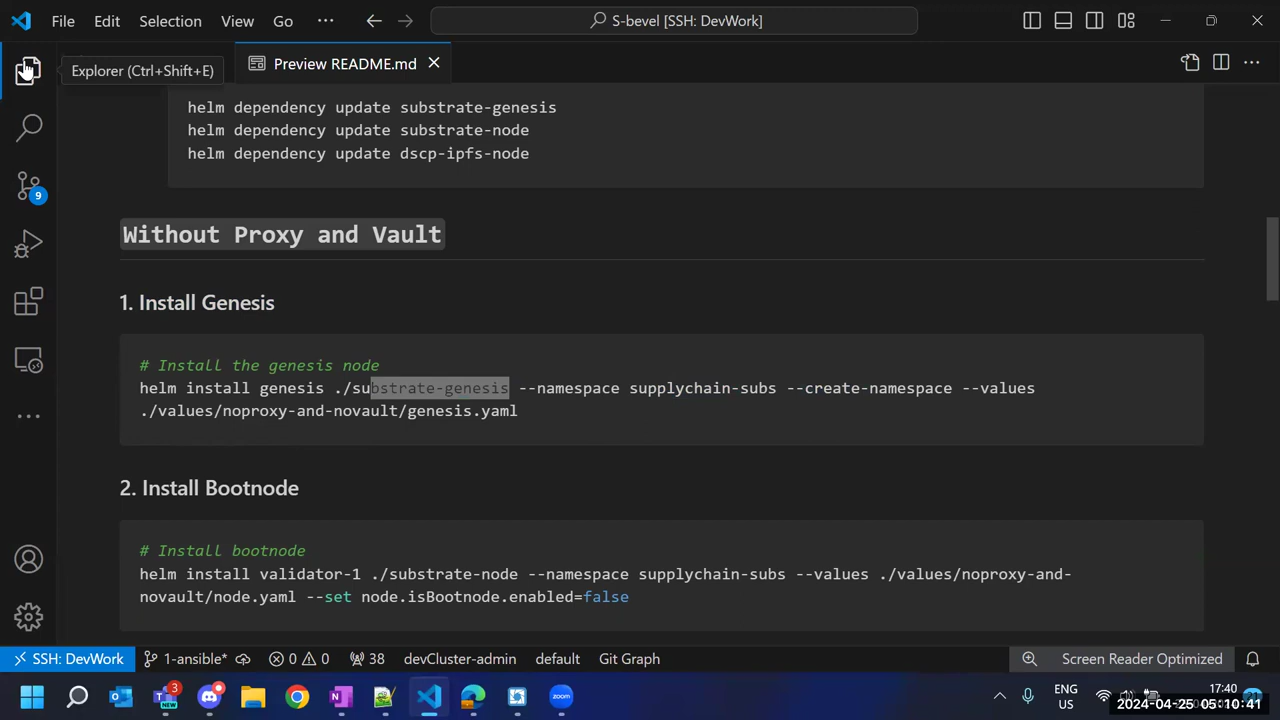 File Edit Selection View Go ··· S-bevel [SSH: DevWork]
Explorer (Ctrl+Shift+E)
Preview README.md
helm dependency update substrate-genesis
helm dependency update substrate-node
helm dependency update dscp-ipfs-node
9
Without Proxy and Vault
1. Install Genesis
# Install the genesis node
helm install genesis ./substrate-genesis --namespace supplychain-subs --create-namespace --values
./values/noproxy-and-novault/genesis.yaml
2. Install Bootnode
# Install bootnode
helm install validator-1 ./substrate-node --namespace supplychain-subs --values ./values/noproxy-and-
novault/node.yaml --set node.isBootnode.enabled=false
SSH: DevWork 1-ansible* 0 0 38 devCluster-admin default Git Graph Screen Reader Optimized
3
NEW
zoom
ENG
US
17:40
2024-04-25 05:10:41